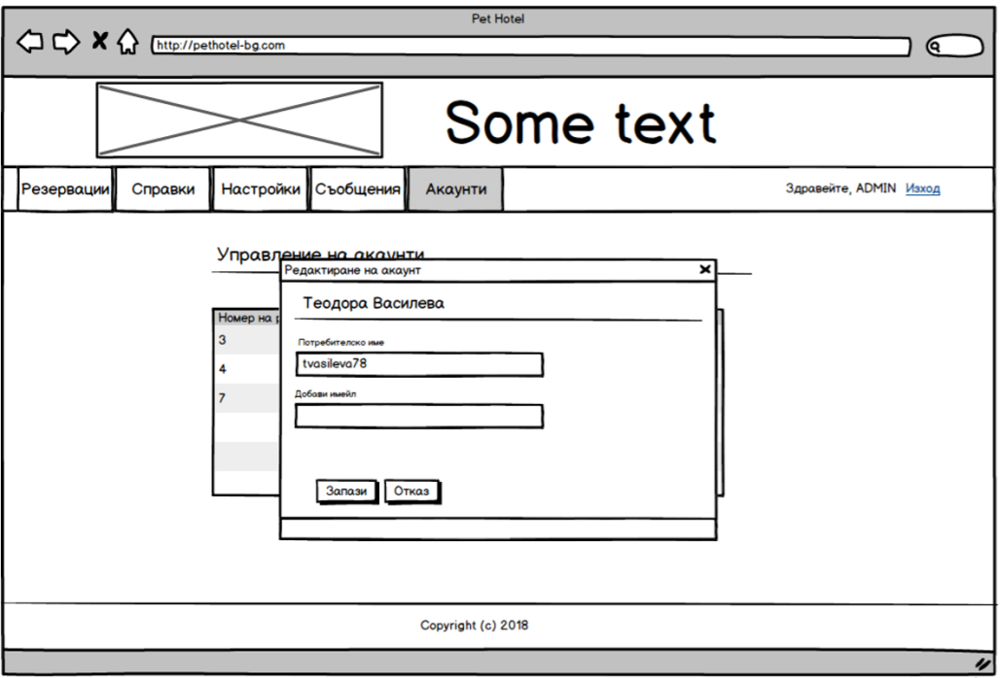 Pet Hotel
http://pethotel-bg.com
Some text
Резервации Справки Настройки Съобщения Акаунти Здравейте, ADMIN Изход
Управление на акаунти
Редактиране на акаунт
Теодора Василева
Номер на
3
Потребителско име
tvasileva78
4
Добави имейл
7
Запази Отказ
Copyright (c) 2018